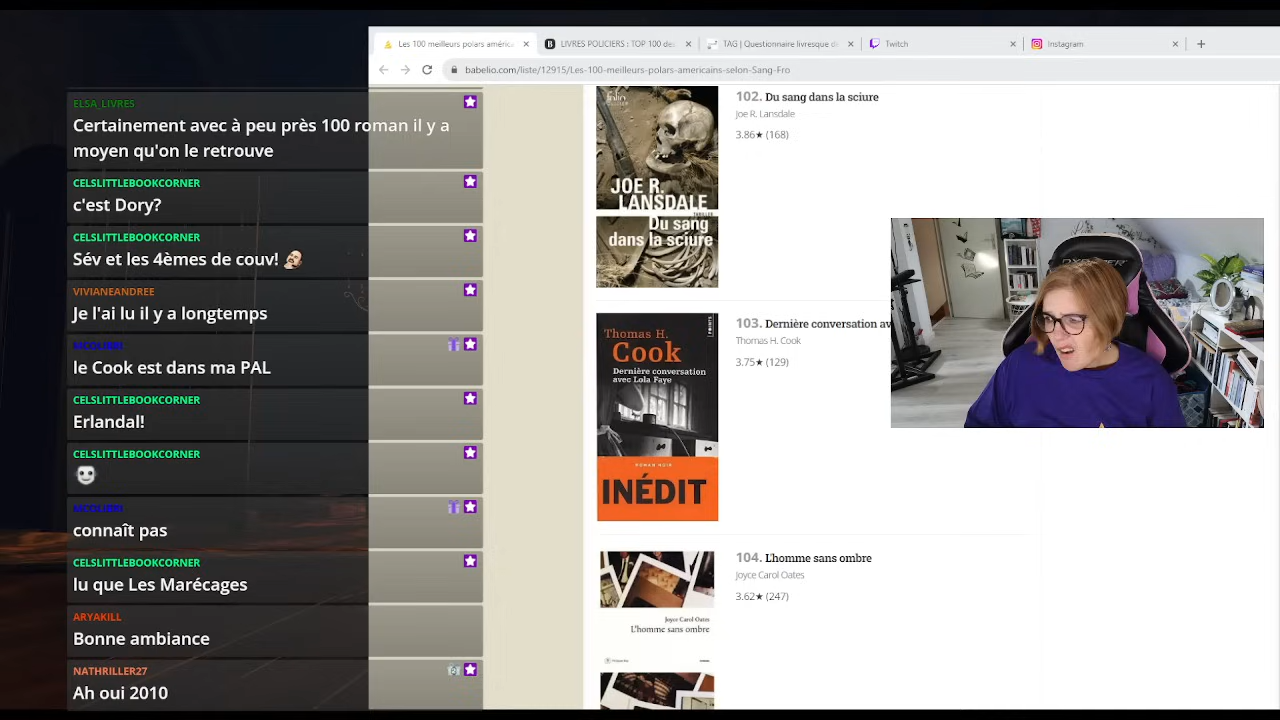 Les 100 meilleurs polars améric
LIVRES POLICIERS : TOP 100 des
TAG | Questionnaire livresque d
Twitch
Instagram
babelio.com/liste/12915/Les-100-meilleurs-polars-americains-selon-Sang-Fro
ELSA_LIVRES
Certainement avec à peu près 100 roman il y a
moyen qu'on le retrouve
CELSLITTLEBOOKCORNER
c'est Dory?
CELSLITTLEBOOKCORNER
Sév et les 4èmes de couv!
VIVIANEANDREE
Je l'ai lu il y a longtemps
Cook est dans ma PAL
CELSLITTLEBOOKCORNER
Erlandal!
CELSLITTLEBOOKCORNER
connaît pas
CELSLITTLEBOOKCORNER
lu que Les Marécages
ARYAKILL
Bonne ambiance
NATHRILLER27
Ah oui 2010
folio
policier
JOE R.
LANSDALE
THRILLER
Du sang
dans la sciure
102. Du sang dans la sciure
Joe R. Lansdale
3.86★ (168)
POINTS
Thomas H.
Cook
Dernière conversation
avec Lola Faye
ROMAN NOIR
INÉDIT
103. Dernière conversation av
Thomas H. Cook
3.75★ (129)
Joyce Carol Oates
L'homme sans ombre
104. L'homme sans ombre
Joyce Carol Oates
3.62★ (247)